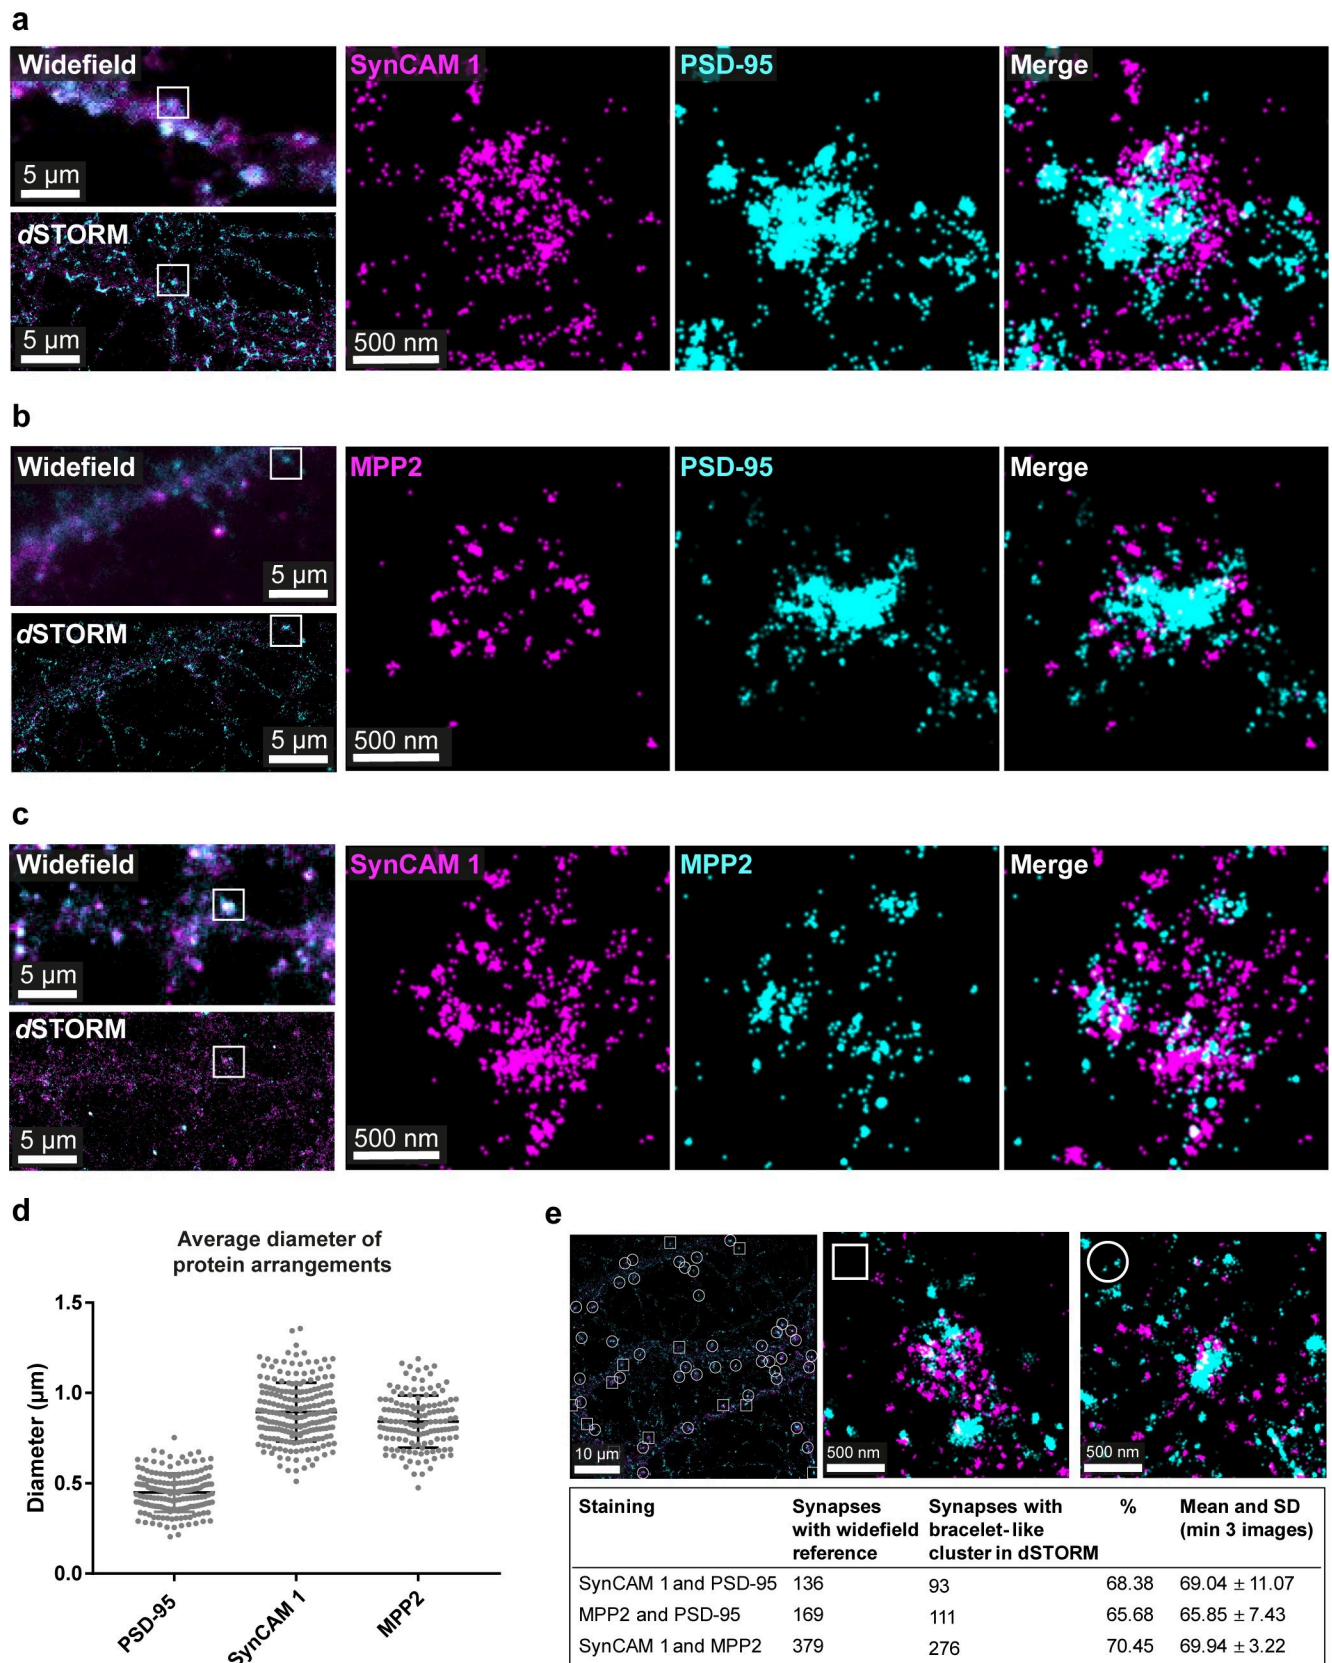 a
Widefield
5 µm
dSTORM
5 µm
SynCAM 1
500 nm
PSD-95
Merge
b
Widefield
5 µm
dSTORM
5 µm
MPP2
500 nm
PSD-95
Merge
c
Widefield
5 µm
dSTORM
5 µm
SynCAM 1
500 nm
MPP2
Merge
d
Average diameter of
protein arrangements
Diameter (µm)
1.5
1.0
0.5
0.0
PSD-95
SynCAM 1
MPP2
e
10 µm
500 nm
500 nm
Staining Synapses with widefield reference Synapses with bracelet-like cluster in dSTORM % Mean and SD (min 3 images)
SynCAM 1 and PSD-95 136 93 68.38 69.04 ± 11.07
MPP2 and PSD-95 169 111 65.68 65.85 ± 7.43
SynCAM 1 and MPP2 379 276 70.45 69.94 ± 3.22